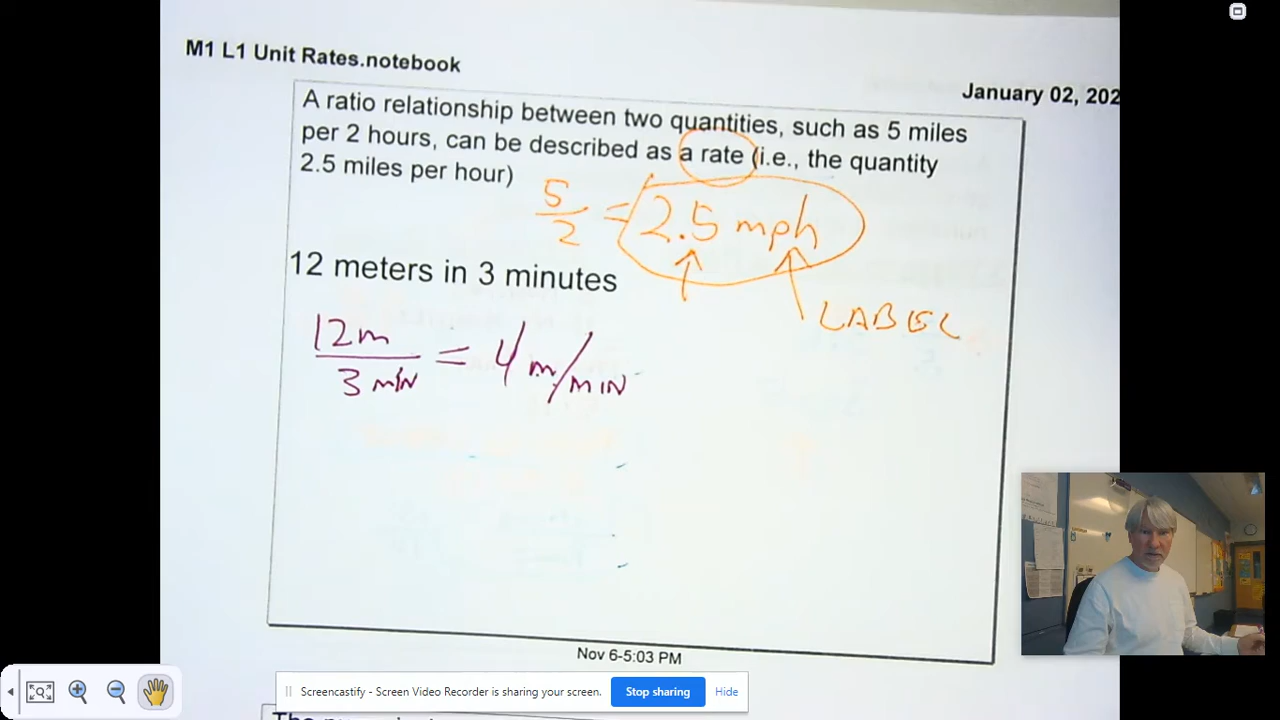 M1 L1 Unit Rates.notebook
January 02, 202
A ratio relationship between two quantities, such as 5 miles
per 2 hours, can be described as a rate (i.e., the quantity
2.5 miles per hour)
5/2 = 2.5 mph
12 meters in 3 minutes
LABEL
12m/3 MIN = 4 m/MIN
Nov 6-5:03 PM
Screencastify - Screen Video Recorder is sharing your screen.
Stop sharing
Hide